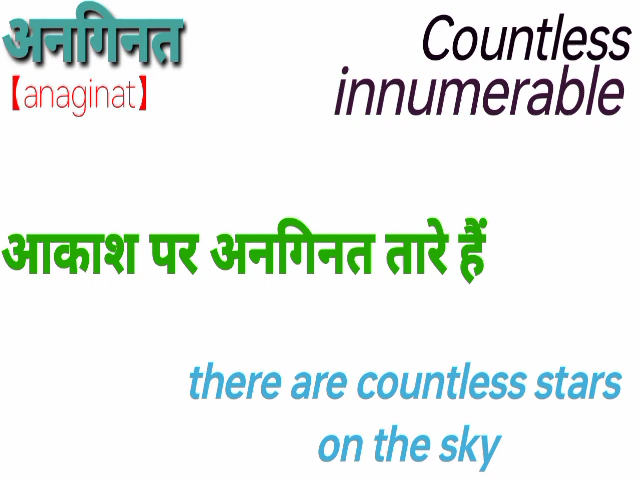 अनगिनत
Countless
【anaginat】
innumerable
आकाश पर अनगिनत तारे हैं
there are countless stars
on the sky